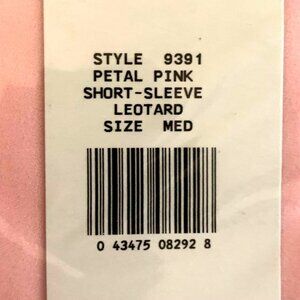 STYLE 9391
PETAL PINK
SHORT-SLEEVE
LEOTARD
SIZE MED
0 43475 08292 8